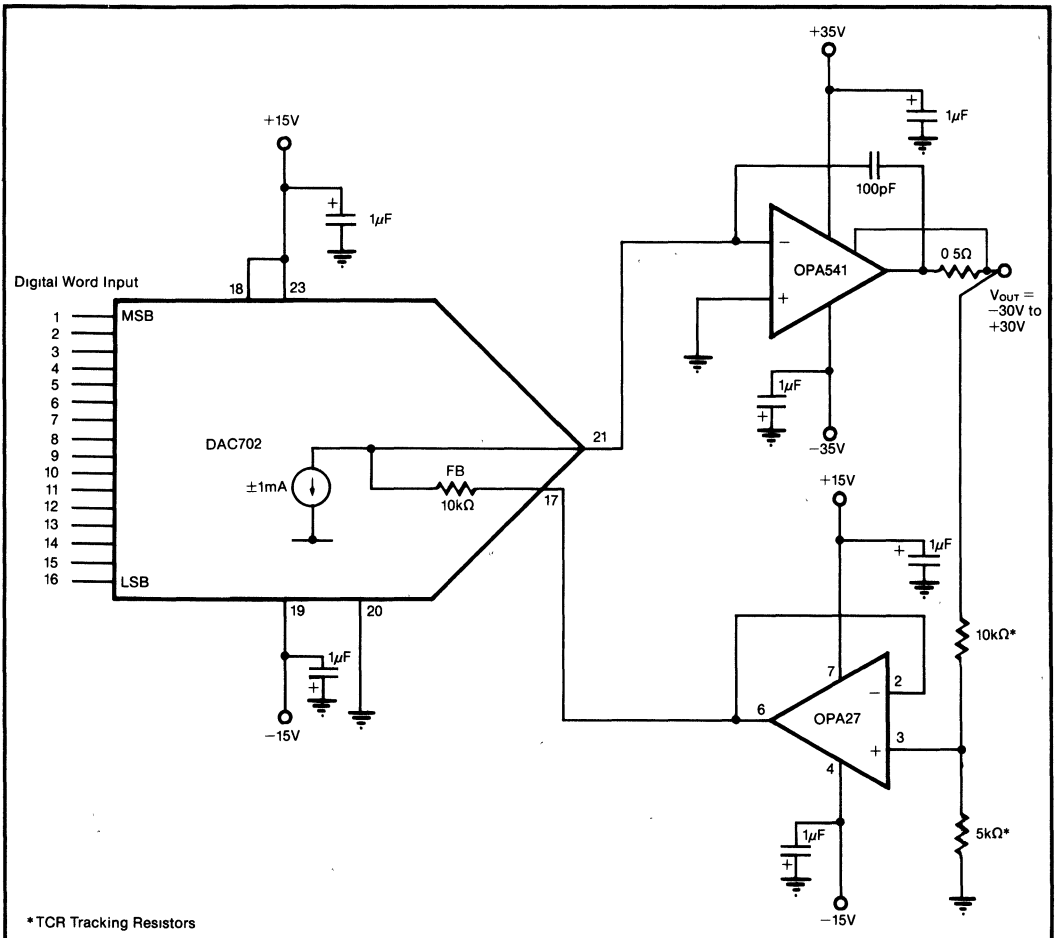 +35V
+
1µF
+15V
100pF
+
1µF
−
OPA541
0 5Ω
+
VOUT =
−30V to
+30V
Digital Word Input
18
23
1
MSB
2
3
4
5
6
7
8
9
10
11
12
13
14
15
16
LSB
DAC702
±1mA
FB
10kΩ
21
17
1µF
+
−35V
+15V
+
1µF
19
20
1µF
+
−15V
10kΩ*
7
2
−
6
OPA27
3
+
4
5kΩ*
1µF
+
−15V
*TCR Tracking Resistors